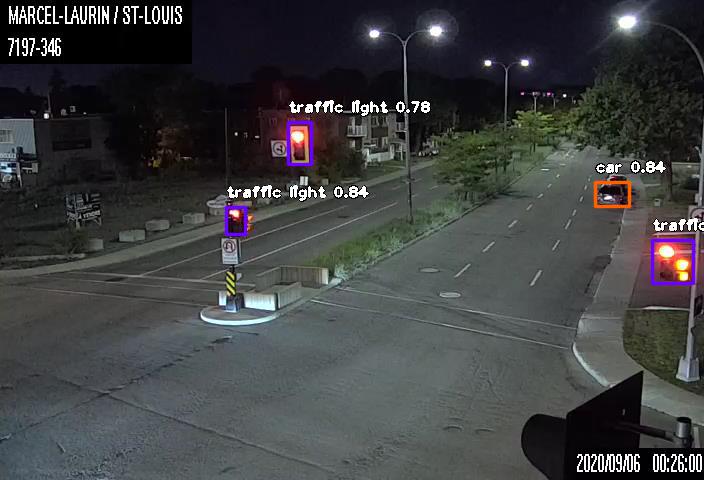 MARCEL-LAURIN / ST-LOUIS
7197-346
traffic light 0.78
car 0.84
traffic light 0.84
traffic
2020/09/06 00:26:00